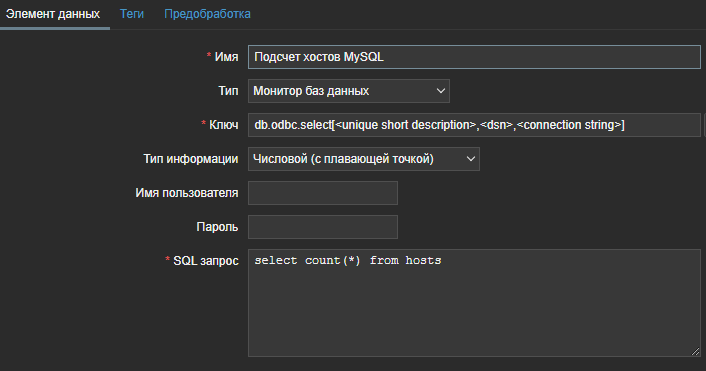 Элемент данных Теги Предобработка
* Имя Подсчет хостов MySQL
Тип Монитор баз данных
* Ключ db.odbc.select[<unique short description>,<dsn>,<connection string>]
Тип информации Числовой (с плавающей точкой)
Имя пользователя
Пароль
* SQL запрос select count(*) from hosts